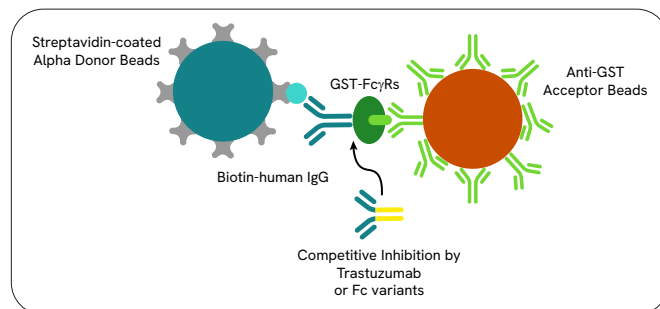 Streptavidin-coated
Alpha Donor Beads
GST-FcγRs
Anti-GST
Acceptor Beads
Biotin-human IgG
Competitive Inhibition by
Trastuzumab
or Fc variants